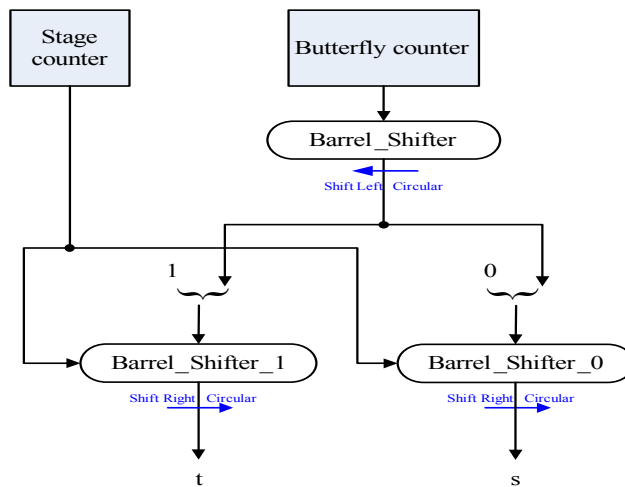 Stage
counter
Butterfly counter
Barrel_Shifter
Shift Left Circular
1
0
Barrel_Shifter_1
Barrel_Shifter_0
Shift Right Circular
Shift Right Circular
t
s